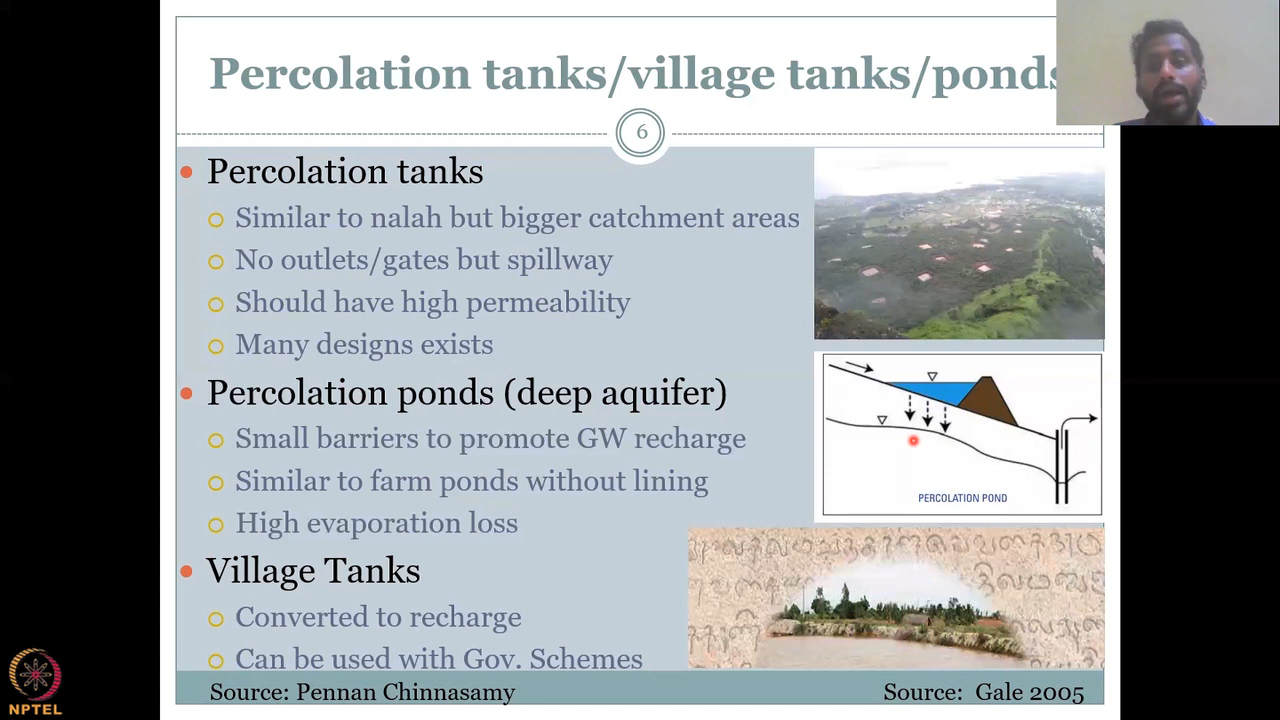 Percolation tanks/village tanks/ponds
6
Percolation tanks
Similar to nalah but bigger catchment areas
No outlets/gates but spillway
Should have high permeability
Many designs exists
Percolation ponds (deep aquifer)
Small barriers to promote GW recharge
Similar to farm ponds without lining
High evaporation loss
Village Tanks
Converted to recharge
Can be used with Gov. Schemes
PERCOLATION POND
Source: Pennan Chinnasamy
Source: Gale 2005
NPTEL